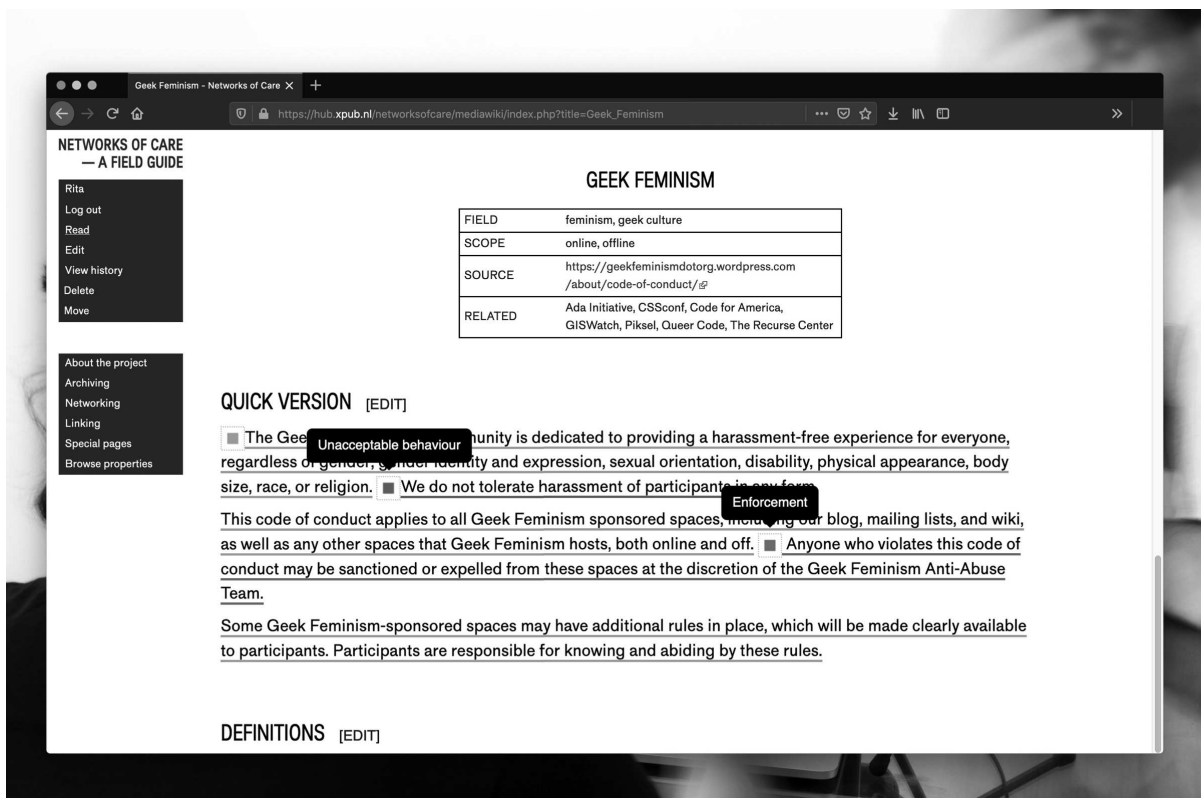 Geek Feminism - Networks of Care
https://hub.xpub.nl/networksofcare/mediawiki/index.php?title=Geek_Feminism
NETWORKS OF CARE
— A FIELD GUIDE
Rita
Log out
Read
Edit
View history
Delete
Move
About the project
Archiving
Networking
Linking
Special pages
Browse properties
GEEK FEMINISM
FIELD feminism, geek culture
SCOPE online, offline
SOURCE https://geekfeminismdotorg.wordpress.com
/about/code-of-conduct/
RELATED Ada Initiative, CSSconf, Code for America,
GISWatch, Piksel, Queer Code, The Recurse Center
QUICK VERSION [EDIT]
Unacceptable behaviour
The Gee munity is dedicated to providing a harassment-free experience for everyone,
regardless of gender, gender identity and expression, sexual orientation, disability, physical appearance, body
size, race, or religion. We do not tolerate harassment of participants in any form.
Enforcement
This code of conduct applies to all Geek Feminism sponsored spaces, including our blog, mailing lists, and wiki,
as well as any other spaces that Geek Feminism hosts, both online and off. Anyone who violates this code of
conduct may be sanctioned or expelled from these spaces at the discretion of the Geek Feminism Anti-Abuse
Team.
Some Geek Feminism-sponsored spaces may have additional rules in place, which will be made clearly available
to participants. Participants are responsible for knowing and abiding by these rules.
DEFINITIONS [EDIT]